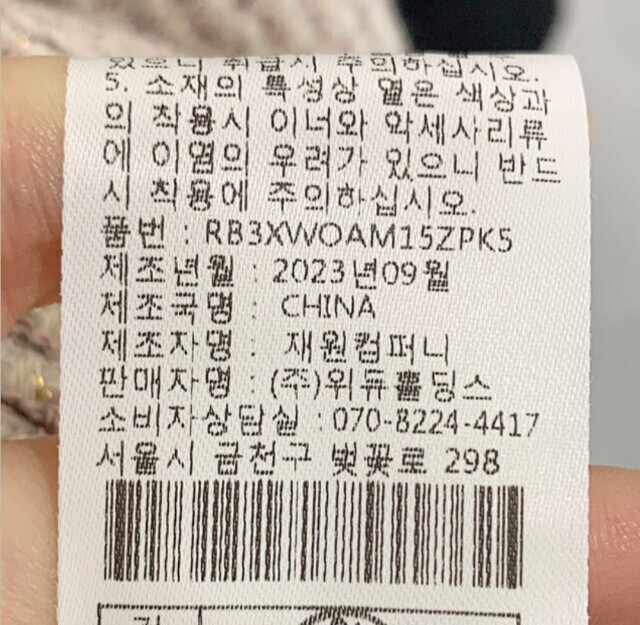 있으니 취급시 주의하십시오.
5. 소재의 특성상 옅은 색상과
의 착용시 이너와 악세사리류
에 이염의 우려가 있으니 반드
시 착용에 주의하십시오.
품번 : RB3XWOAM15ZPK5
제조년월 : 2023년09월
제조국명 : CHINA
제조자명 : 재원컴퍼니
판매자명 : (주)위듀홀딩스
소비자상담실 : 070-8224-4417
서울시 금천구 벚꽃로 298